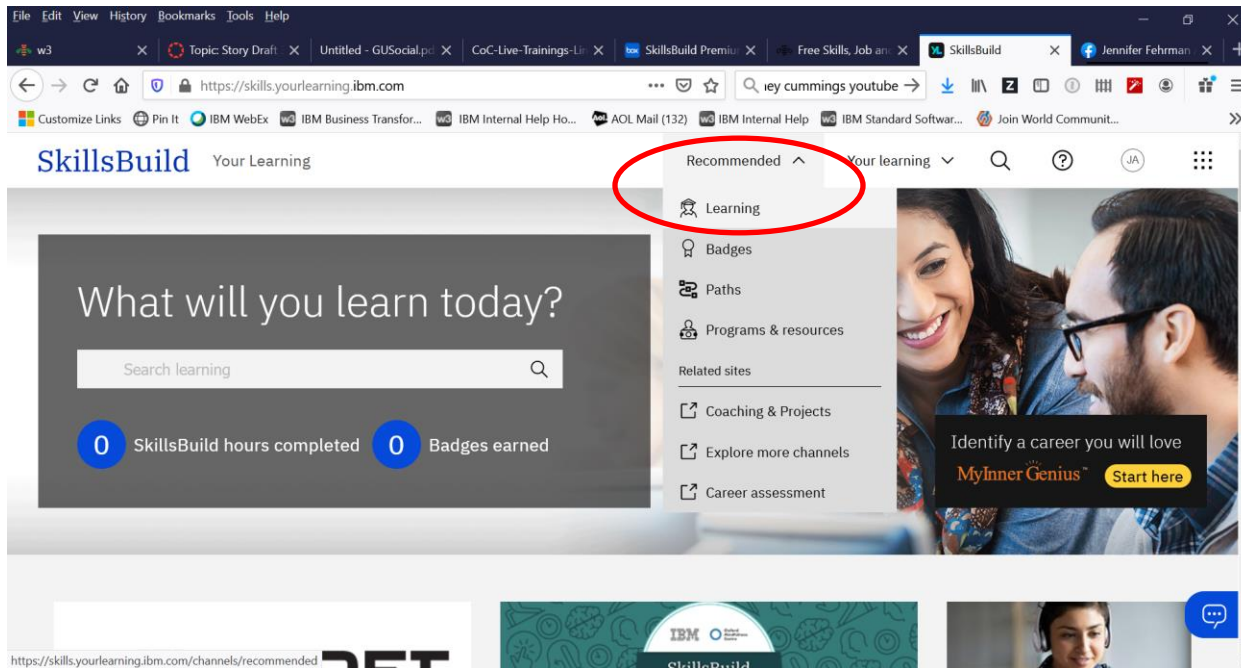 File Edit View History Bookmarks Tools Help
w3 Topic: Story Draft Untitled - GUSocial.pd CoC-Live-Trainings-Lin SkillsBuild Premiu Free Skills, Job an SkillsBuild Jennifer Fehrman
https://skills.yourlearning.ibm.com ey cummings youtube
Customize Links Pin It IBM WebEx IBM Business Transfor... IBM Internal Help Ho... AOL Mail (132) IBM Internal Help IBM Standard Softwar... Join World Communit...
SkillsBuild Your Learning Recommended Your learning JA
Learning
Badges
Paths
Programs & resources
Related sites
Coaching & Projects
Explore more channels
Career assessment
What will you learn today?
Search learning
0 SkillsBuild hours completed 0 Badges earned
Identify a career you will love
MyInner Genius™ Start here
IBM
SkillsBuild
https://skills.yourlearning.ibm.com/channels/recommended